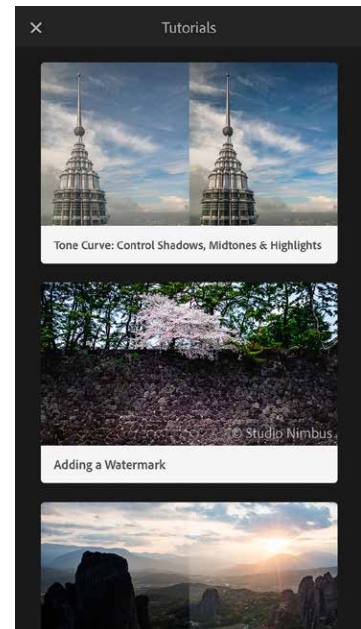 Tutorials
Tone Curve: Control Shadows, Midtones & Highlights
© Studio Nimbus
Adding a Watermark